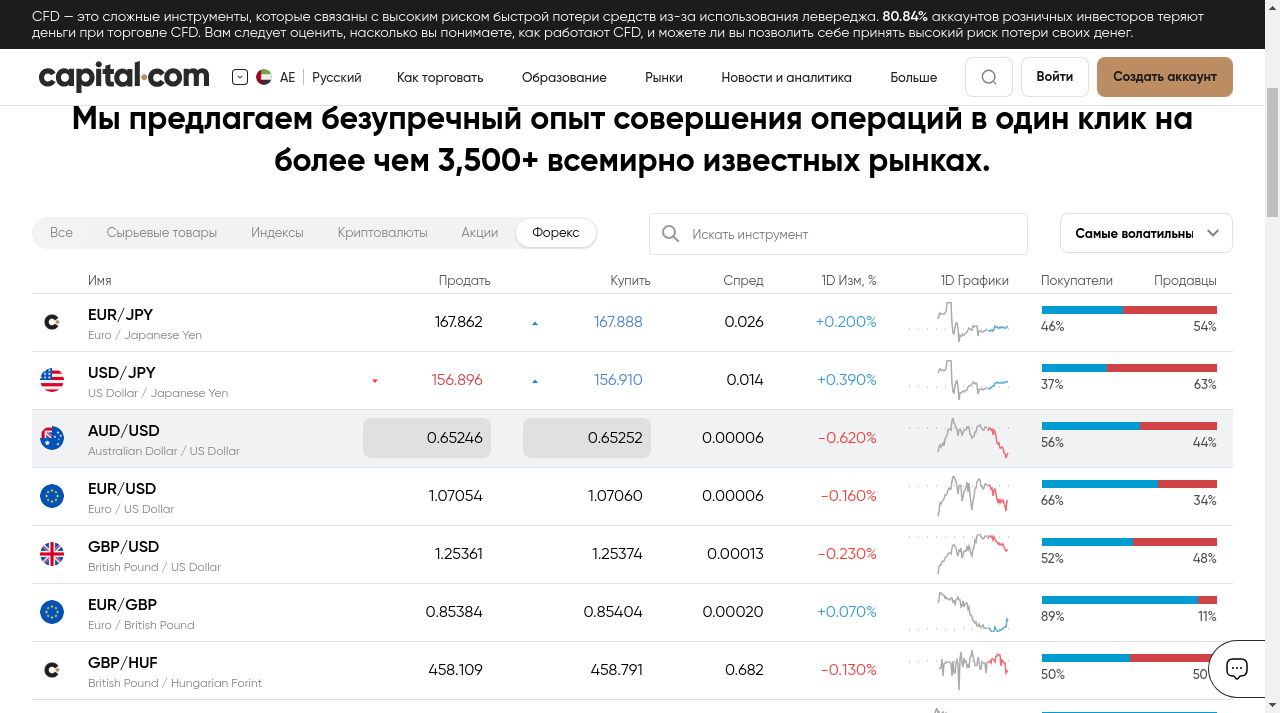 CFD — это сложные инструменты, которые связаны с высоким риском быстрой потери средств из-за использования левереджа. 80.84% аккаунтов розничных инвесторов теряют
деньги при торговле CFD. Вам следует оценить, насколько вы понимаете, как работают CFD, и можете ли вы позволить себе принять высокий риск потери своих денег.
capital.com AE Русский Как торговать Образование Рынки Новости и аналитика Больше Войти Создать аккаунт
Мы предлагаем безупречный опыт совершения операций в один клик на
более чем 3,500+ всемирно известных рынках.
Все Сырьевые товары Индексы Криптовалюты Акции Форекс Искать инструмент Самые волатильны
Имя Продать Купить Спред 1D Изм, % 1D Графики Покупатели Продавцы
EUR/JPY 167.862 167.888 0.026 +0.200% 46% 54%
Euro / Japanese Yen
USD/JPY 156.896 156.910 0.014 +0.390% 37% 63%
US Dollar / Japanese Yen
AUD/USD 0.65246 0.65252 0.00006 -0.620% 56% 44%
Australian Dollar / US Dollar
EUR/USD 1.07054 1.07060 0.00006 -0.160% 66% 34%
Euro / US Dollar
GBP/USD 1.25361 1.25374 0.00013 -0.230% 52% 48%
British Pound / US Dollar
EUR/GBP 0.85384 0.85404 0.00020 +0.070% 89% 11%
Euro / British Pound
GBP/HUF 458.109 458.791 0.682 -0.130% 50% 50
British Pound / Hungarian Forint